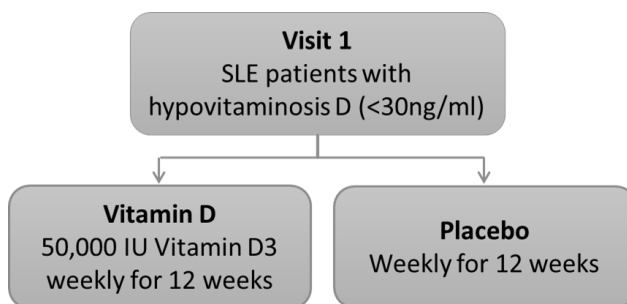 Visit 1
SLE patients with
hypovitaminosis D (<30ng/ml)
Vitamin D
50,000 IU Vitamin D3
weekly for 12 weeks
Placebo
Weekly for 12 weeks